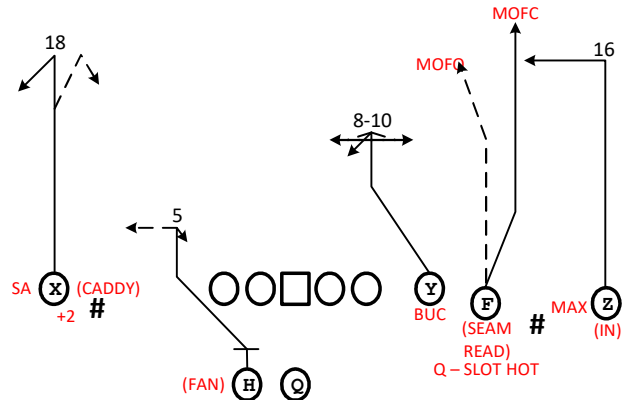 MOFC
18
16
MOFO
8-10
5
SA X (CADDY)
+2 #
Y
BUC
F
(SEAM
READ)
Q – SLOT HOT
#
MAX Z
(IN)
(FAN) H Q